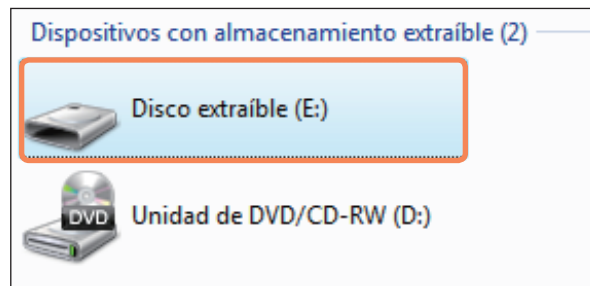 Dispositivos con almacenamiento extraíble (2)
Disco extraíble (E:)
DVD
Unidad de DVD/CD-RW (D:)